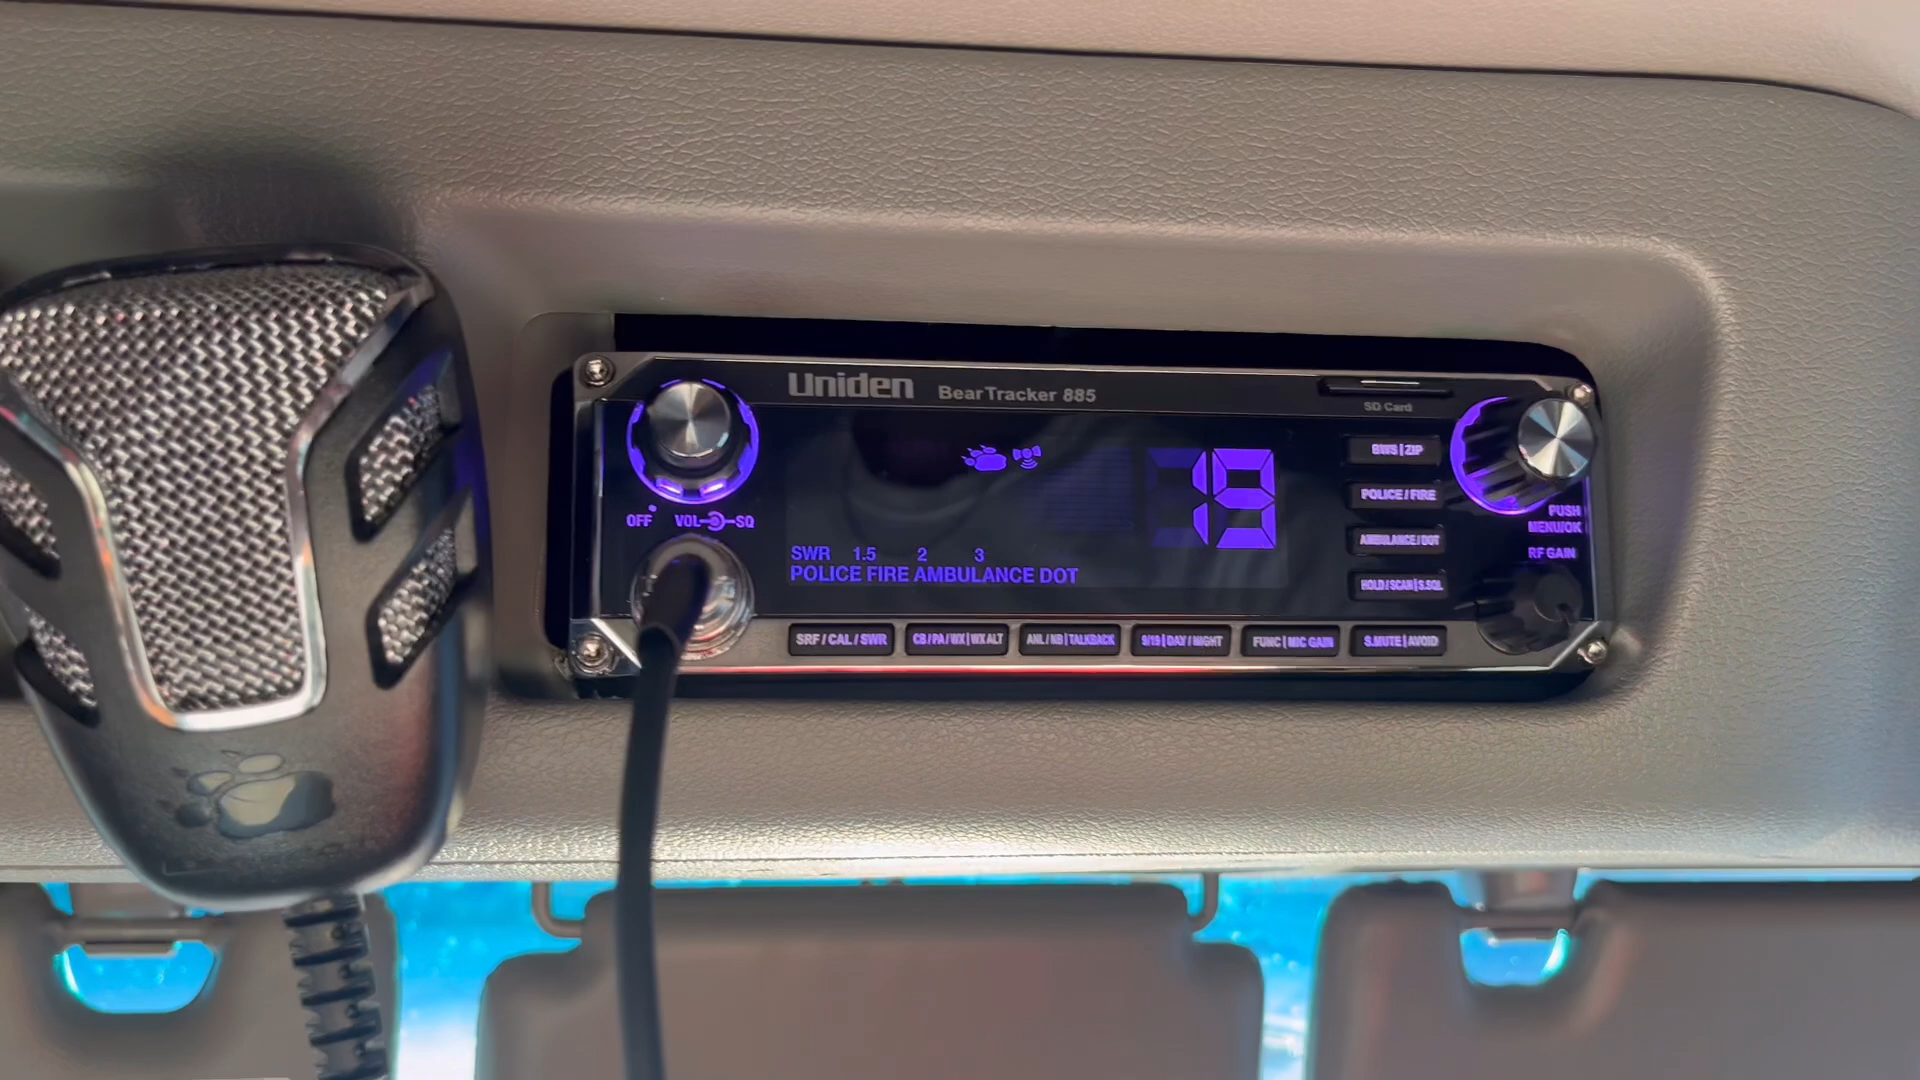 Uniden BearTracker 885
SD Card
BWS | ZIP
POLICE / FIRE
AMBULANCE / DOT
HOLD / SCAN | S.SQL
PUSH
MENU/OK
RF GAIN
OFF VOL SQ
19
SWR 1.5 2 3
POLICE FIRE AMBULANCE DOT
SRF / CAL / SWR
CB / PA / WX | WX ALT
ANL / NB | TALKBACK
9/19 | DAY / NIGHT
FUNC | MIC GAIN
S.MUTE | AVOID